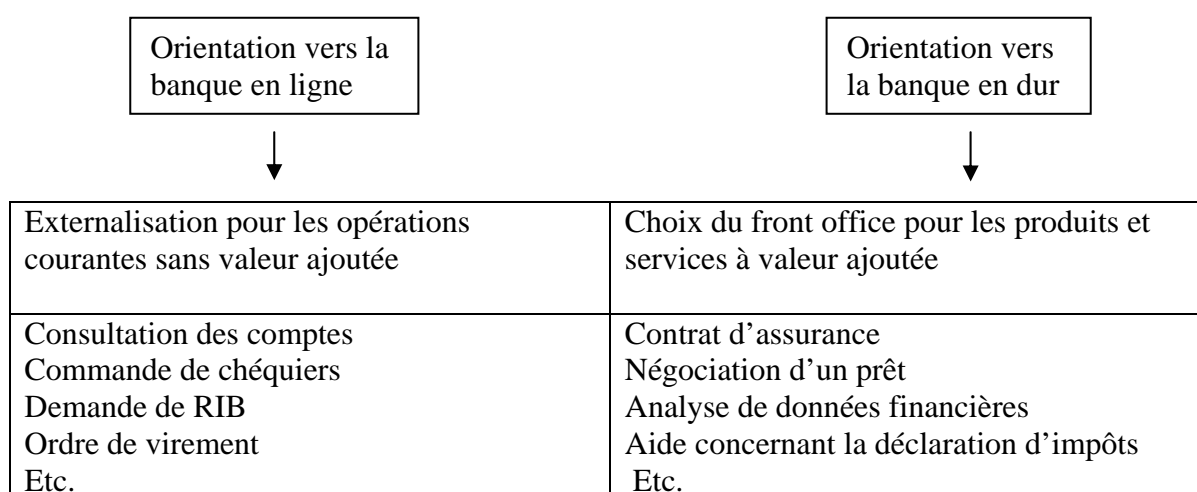 Orientation vers la
banque en ligne
Orientation vers
la banque en dur
Externalisation pour les opérations
courantes sans valeur ajoutée
Choix du front office pour les produits et
services à valeur ajoutée
Consultation des comptes
Commande de chéquiers
Demande de RIB
Ordre de virement
Etc.
Contrat d’assurance
Négociation d’un prêt
Analyse de données financières
Aide concernant la déclaration d’impôts
Etc.